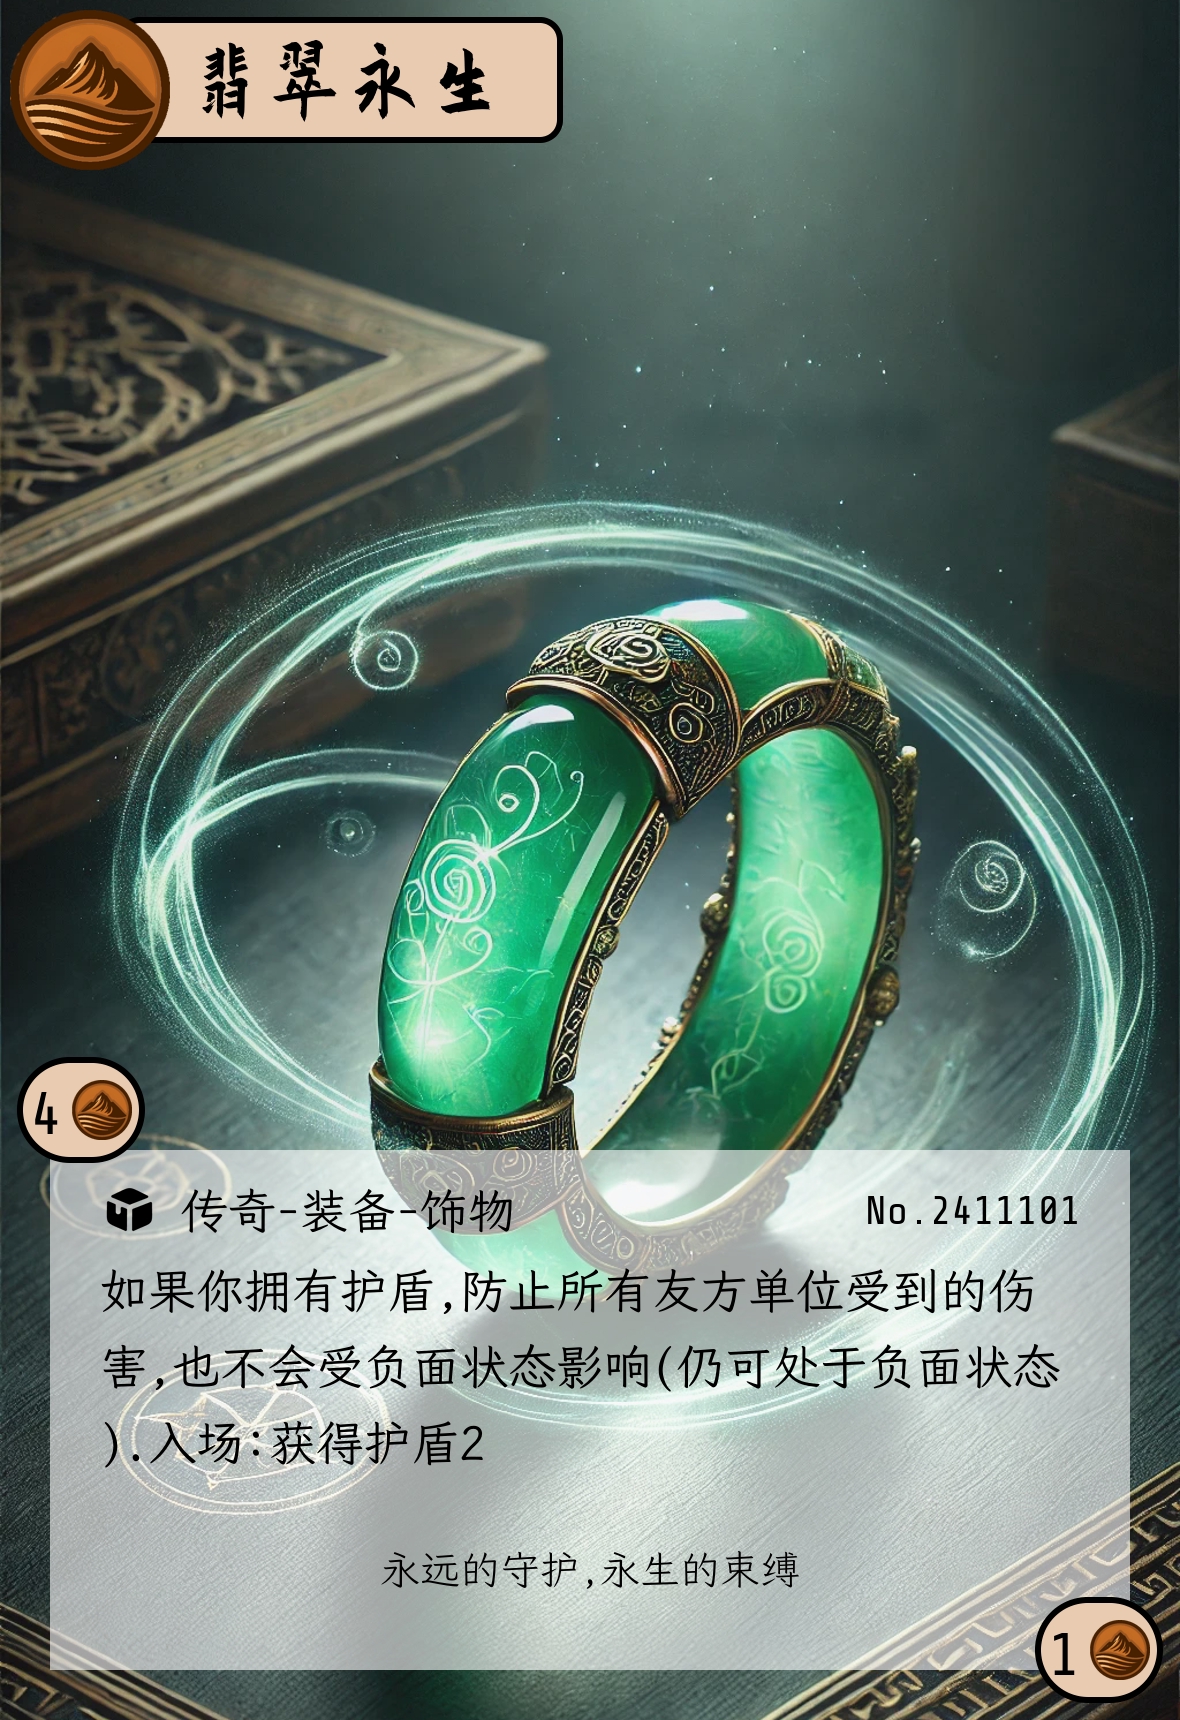 翡翠永生
4
传奇-装备-饰物
No.2411101
如果你拥有护盾,防止所有友方单位受到的伤
害,也不会受负面状态影响(仍可处于负面状态
).入场:获得护盾2
永远的守护,永生的束缚
1